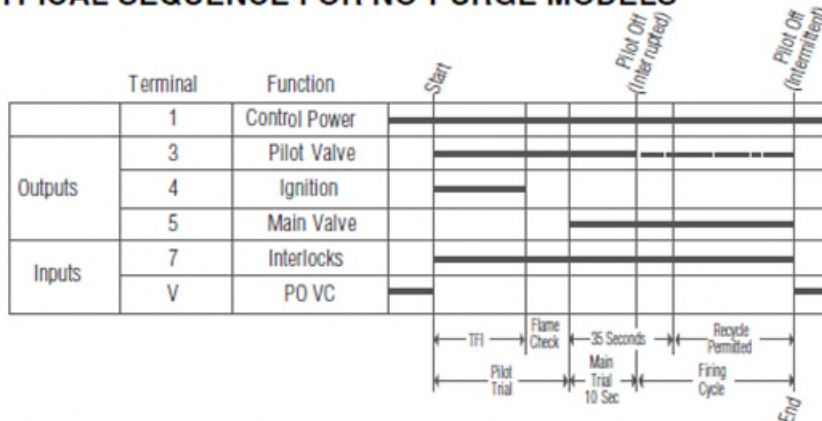 TYPICAL SEQUENCE FOR NO PURGE MODELS
Terminal Function Start Pilot Off (Interrupted) Pilot Off (Intermittent)
1 Control Power
Outputs 3 Pilot Valve
4 Ignition
5 Main Valve
Inputs 7 Interlocks
V PO VC
TFI Flame Check 35 Seconds Recycle Permitted
Pilot Trial Main Trial 10 Sec Firing Cycle
End